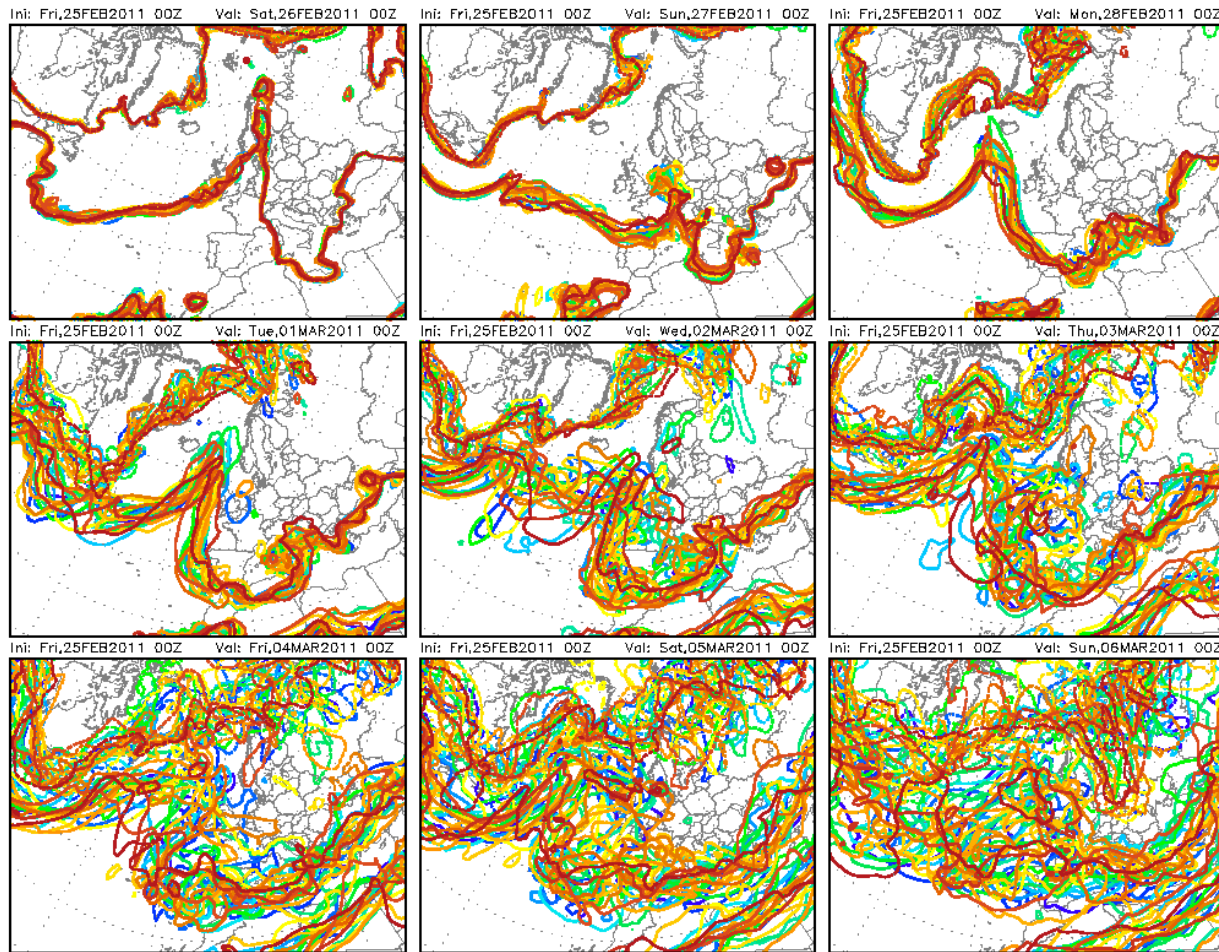 Ini: Fri,25FEB2011 00Z Val: Sat,26FEB2011 00Z
Ini: Fri,25FEB2011 00Z Val: Sun,27FEB2011 00Z
Ini: Fri,25FEB2011 00Z Val: Mon,28FEB2011 00Z
Ini: Fri,25FEB2011 00Z Val: Tue,01MAR2011 00Z
Ini: Fri,25FEB2011 00Z Val: Wed,02MAR2011 00Z
Ini: Fri,25FEB2011 00Z Val: Thu,03MAR2011 00Z
Ini: Fri,25FEB2011 00Z Val: Fri,04MAR2011 00Z
Ini: Fri,25FEB2011 00Z Val: Sat,05MAR2011 00Z
Ini: Fri,25FEB2011 00Z Val: Sun,06MAR2011 00Z